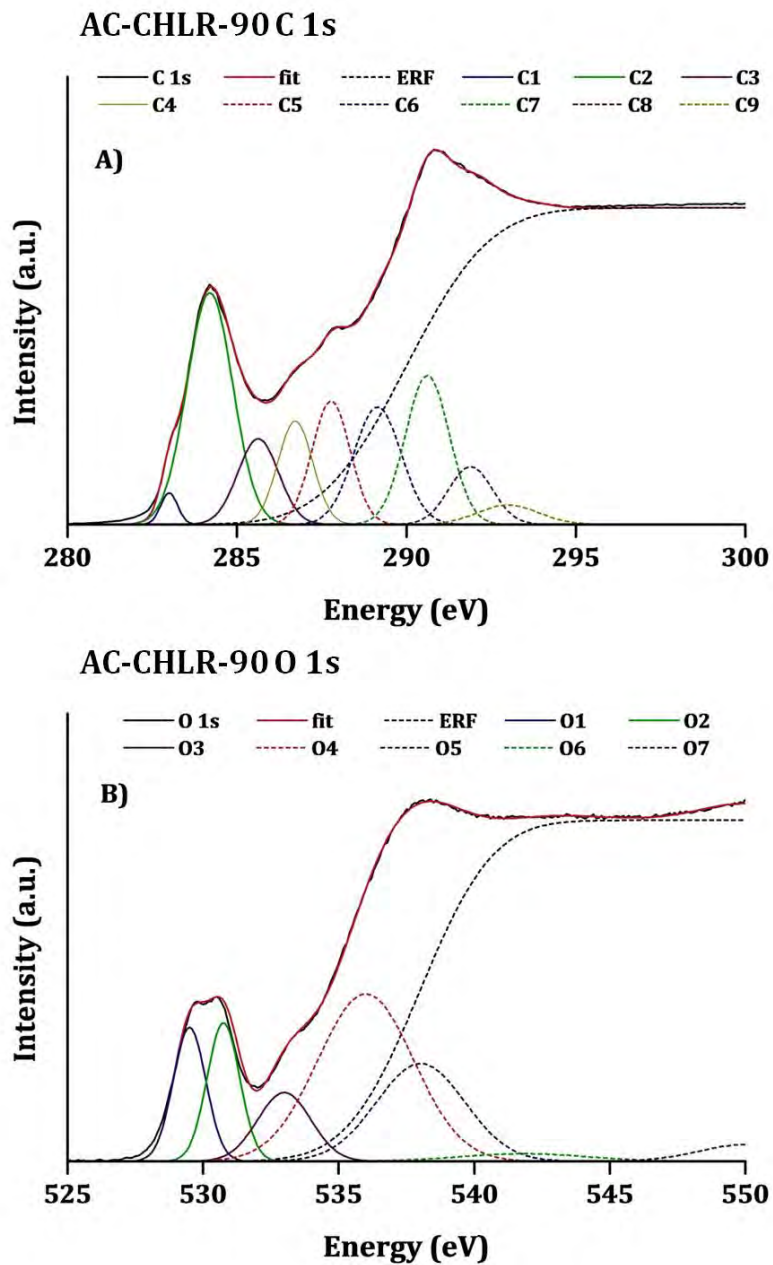 AC-CHLR-90 C 1s
C 1s fit ERF C1 C2 C3
C4 C5 C6 C7 C8 C9
A)
Intensity (a.u.)
280 285 290 295 300
Energy (eV)
AC-CHLR-90 O 1s
O 1s fit ERF O1 O2
O3 O4 O5 O6 O7
B)
Intensity (a.u.)
525 530 535 540 545 550
Energy (eV)